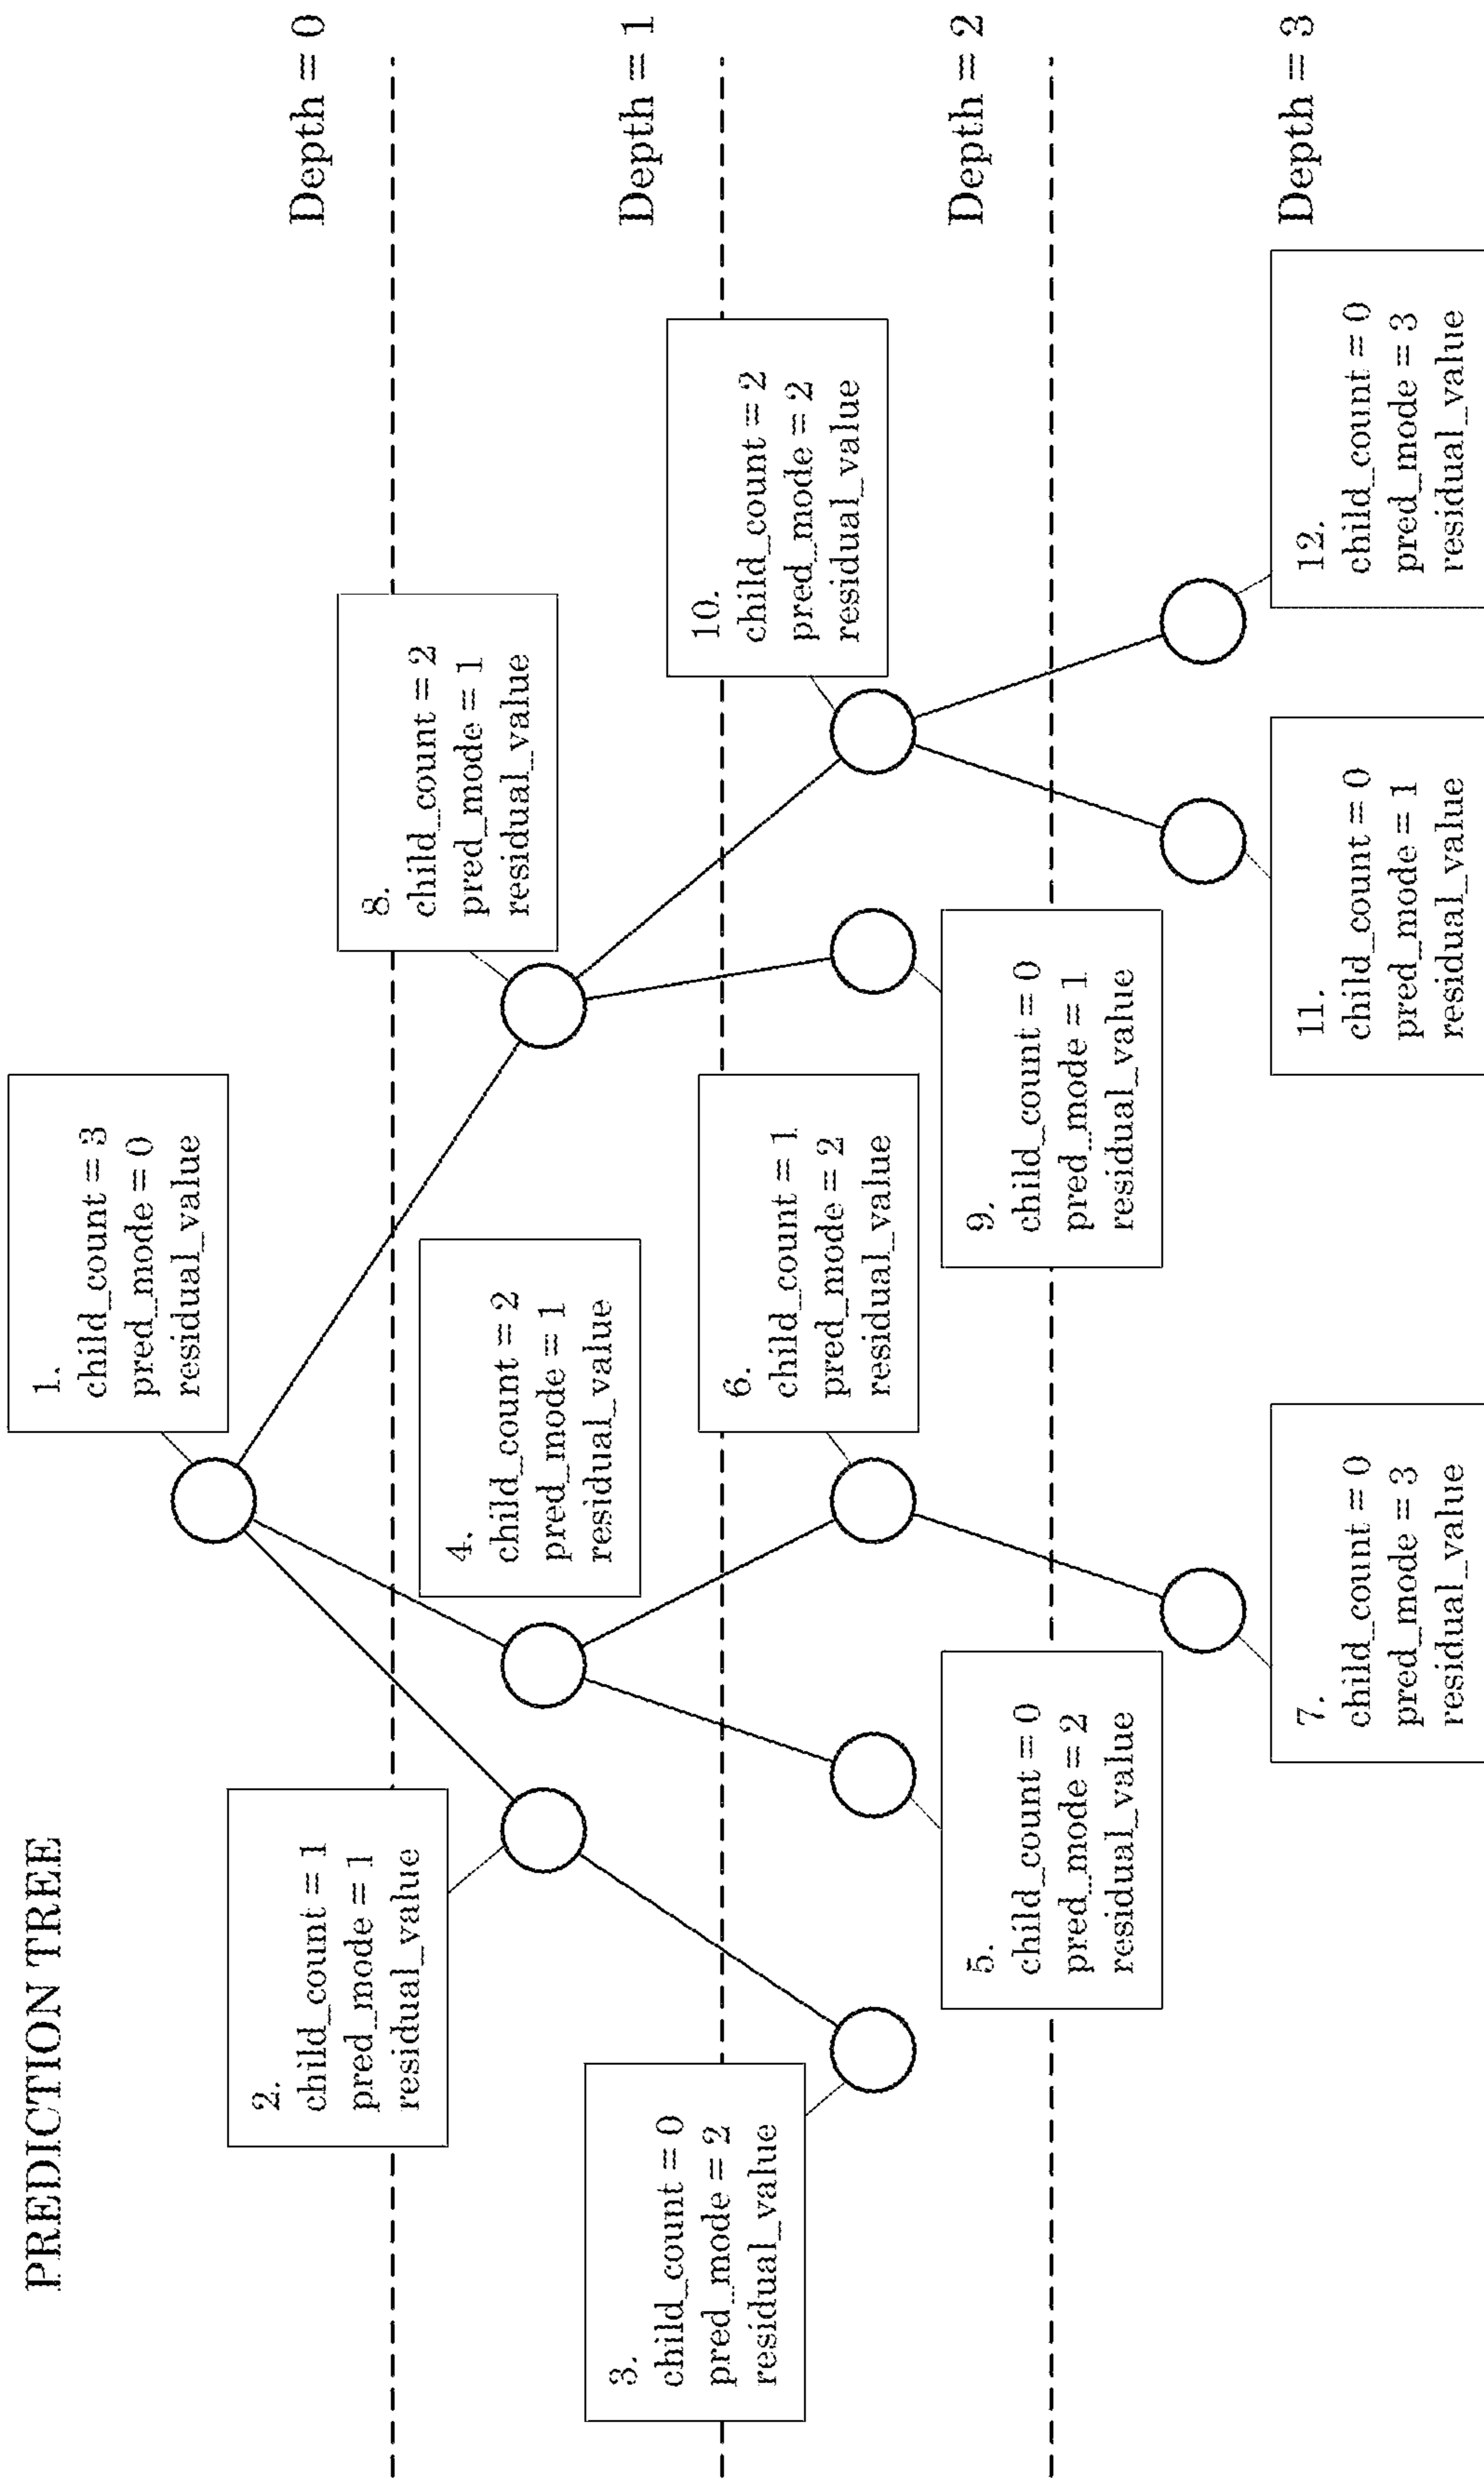 PREDICTION TREE
1.
child_count = 3
pred_mode = 0
residual_value
Depth = 0
2.
child_count = 1
pred_mode = 1
residual_value
8.
child_count = 2
pred_mode = 1
residual_value
4.
child_count = 2
pred_mode = 1
residual_value
Depth = 1
3.
child_count = 0
pred_mode = 2
residual_value
6.
child_count = 1
pred_mode = 2
residual_value
10.
child_count = 2
pred_mode = 2
residual_value
Depth = 2
5.
child_count = 0
pred_mode = 2
residual_value
9.
child_count = 0
pred_mode = 1
residual_value
Depth = 3
7.
child_count = 0
pred_mode = 3
residual_value
11.
child_count = 0
pred_mode = 1
residual_value
12.
child_count = 0
pred_mode = 3
residual_value